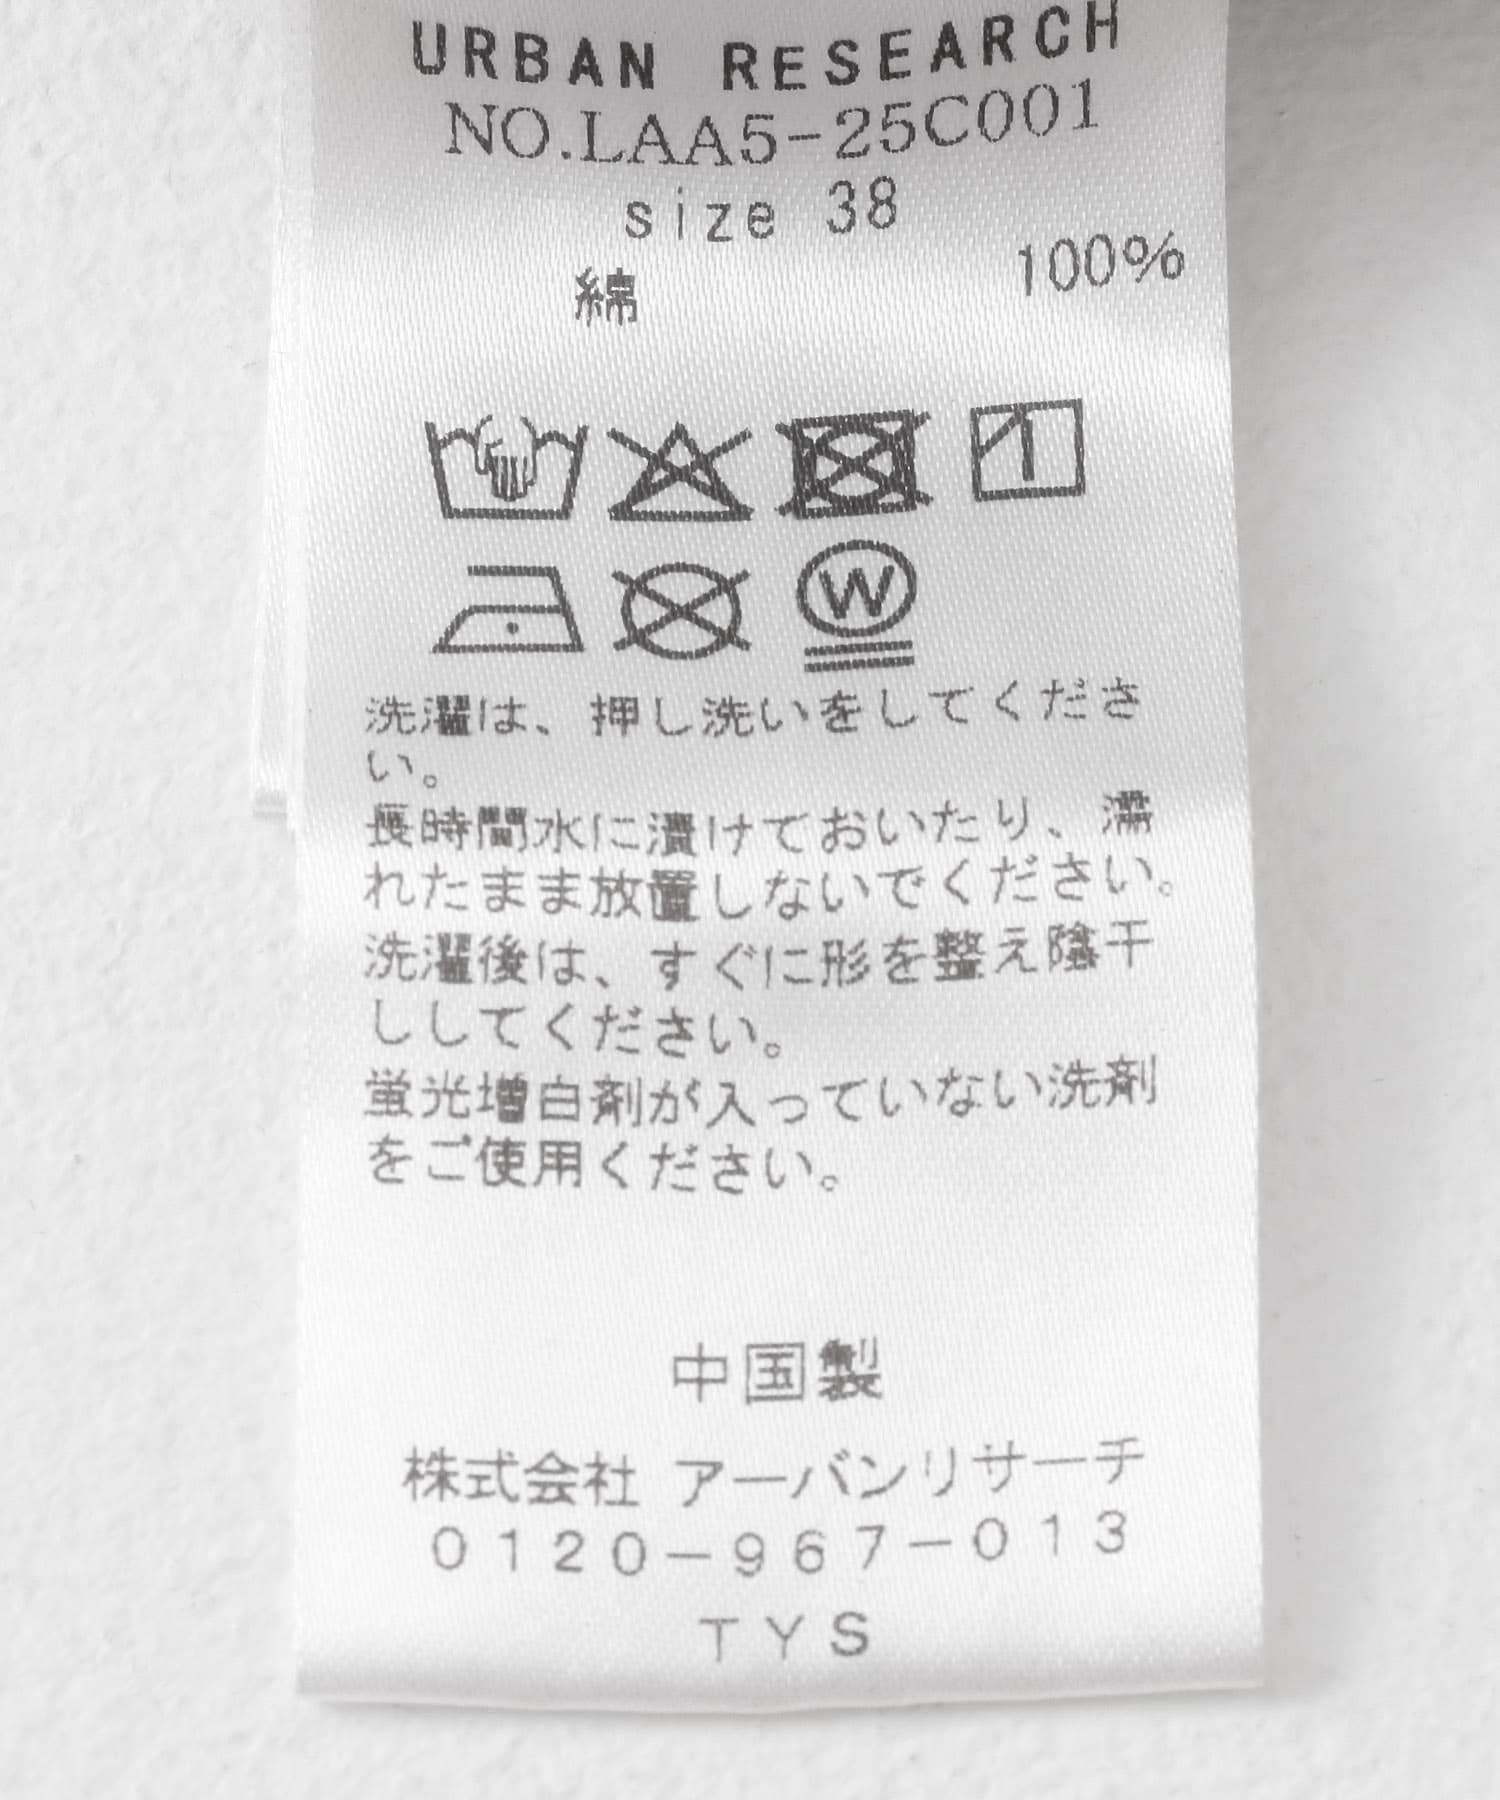 URBAN RESEARCH
NO.LAA5-25C001
size 38
綿 100%
W
洗濯は、押し洗いをしてくださ
い。
長時間水に漬けておいたり、濡
れたまま放置しないでください。
洗濯後は、すぐに形を整え陰干
ししてください。
蛍光増白剤が入っていない洗剤
をご使用ください。
中国製
株式会社 アーバンリサーチ
0120-967-013
TYS